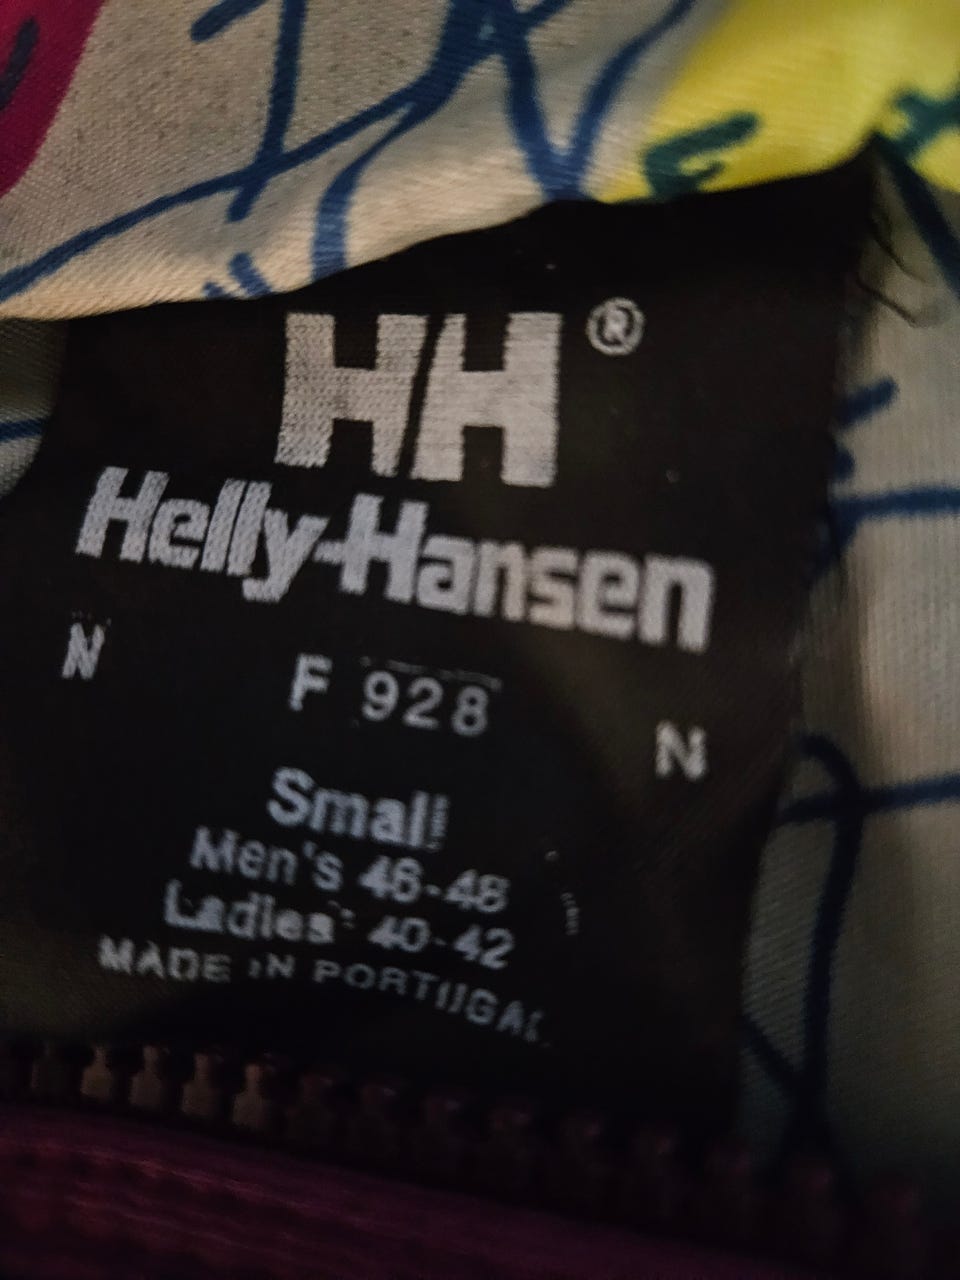 HH®
Helly-Hansen
N F 928 N
Small
Men's 46-48
Ladies' 40-42
MADE IN PORTUGAL